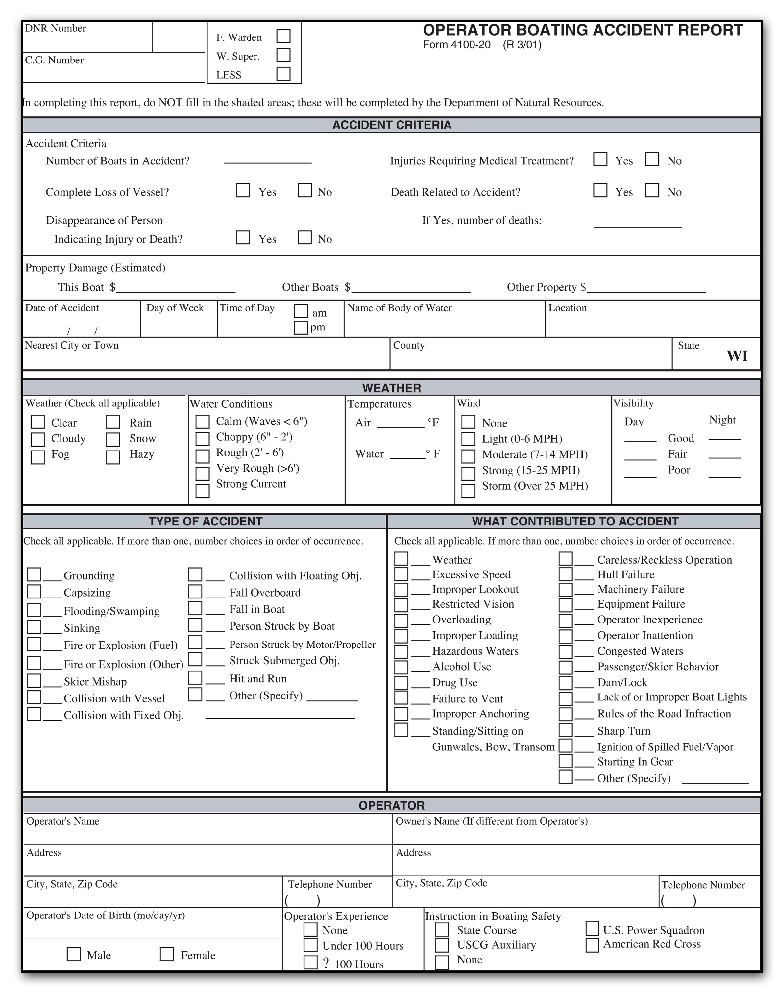 DNR Number
F. Warden
W. Super.
LESS
C.G. Number
OPERATOR BOATING ACCIDENT REPORT
Form 4100-20 (R 3/01)
In completing this report, do NOT fill in the shaded areas; these will be completed by the Department of Natural Resources.
ACCIDENT CRITERIA
Accident Criteria
Number of Boats in Accident? Injuries Requiring Medical Treatment? Yes No
Complete Loss of Vessel? Yes No Death Related to Accident? Yes No
Disappearance of Person If Yes, number of deaths:
Indicating Injury or Death? Yes No
Property Damage (Estimated)
This Boat $ Other Boats $ Other Property $
Date of Accident
/ /
Day of Week
Time of Day
am
pm
Name of Body of Water
Location
Nearest City or Town
County
State
WI
WEATHER
Weather (Check all applicable)
Clear Rain
Cloudy Snow
Fog Hazy
Water Conditions
Calm (Waves < 6")
Choppy (6" - 2')
Rough (2' - 6')
Very Rough (>6')
Strong Current
Temperatures
Air °F
Water ° F
Wind
None
Light (0-6 MPH)
Moderate (7-14 MPH)
Strong (15-25 MPH)
Storm (Over 25 MPH)
Visibility
Day Night
Good
Fair
Poor
TYPE OF ACCIDENT
Check all applicable. If more than one, number choices in order of occurrence.
Grounding
Capsizing
Flooding/Swamping
Sinking
Fire or Explosion (Fuel)
Fire or Explosion (Other)
Skier Mishap
Collision with Vessel
Collision with Fixed Obj.
Collision with Floating Obj.
Fall Overboard
Fall in Boat
Person Struck by Boat
Person Struck by Motor/Propeller
Struck Submerged Obj.
Hit and Run
Other (Specify)
WHAT CONTRIBUTED TO ACCIDENT
Check all applicable. If more than one, number choices in order of occurrence.
Weather
Excessive Speed
Improper Lookout
Restricted Vision
Overloading
Improper Loading
Hazardous Waters
Alcohol Use
Drug Use
Failure to Vent
Improper Anchoring
Standing/Sitting on
Gunwales, Bow, Transom
Careless/Reckless Operation
Hull Failure
Machinery Failure
Equipment Failure
Operator Inexperience
Operator Inattention
Congested Waters
Passenger/Skier Behavior
Dam/Lock
Lack of or Improper Boat Lights
Rules of the Road Infraction
Sharp Turn
Ignition of Spilled Fuel/Vapor
Starting In Gear
Other (Specify)
OPERATOR
Operator's Name
Owner's Name (If different from Operator's)
Address
Address
City, State, Zip Code
Telephone Number
( )
City, State, Zip Code
Telephone Number
( )
Operator's Date of Birth (mo/day/yr)
Male Female
Operator's Experience
None
Under 100 Hours
? 100 Hours
Instruction in Boating Safety
State Course
USCG Auxiliary
None
U.S. Power Squadron
American Red Cross